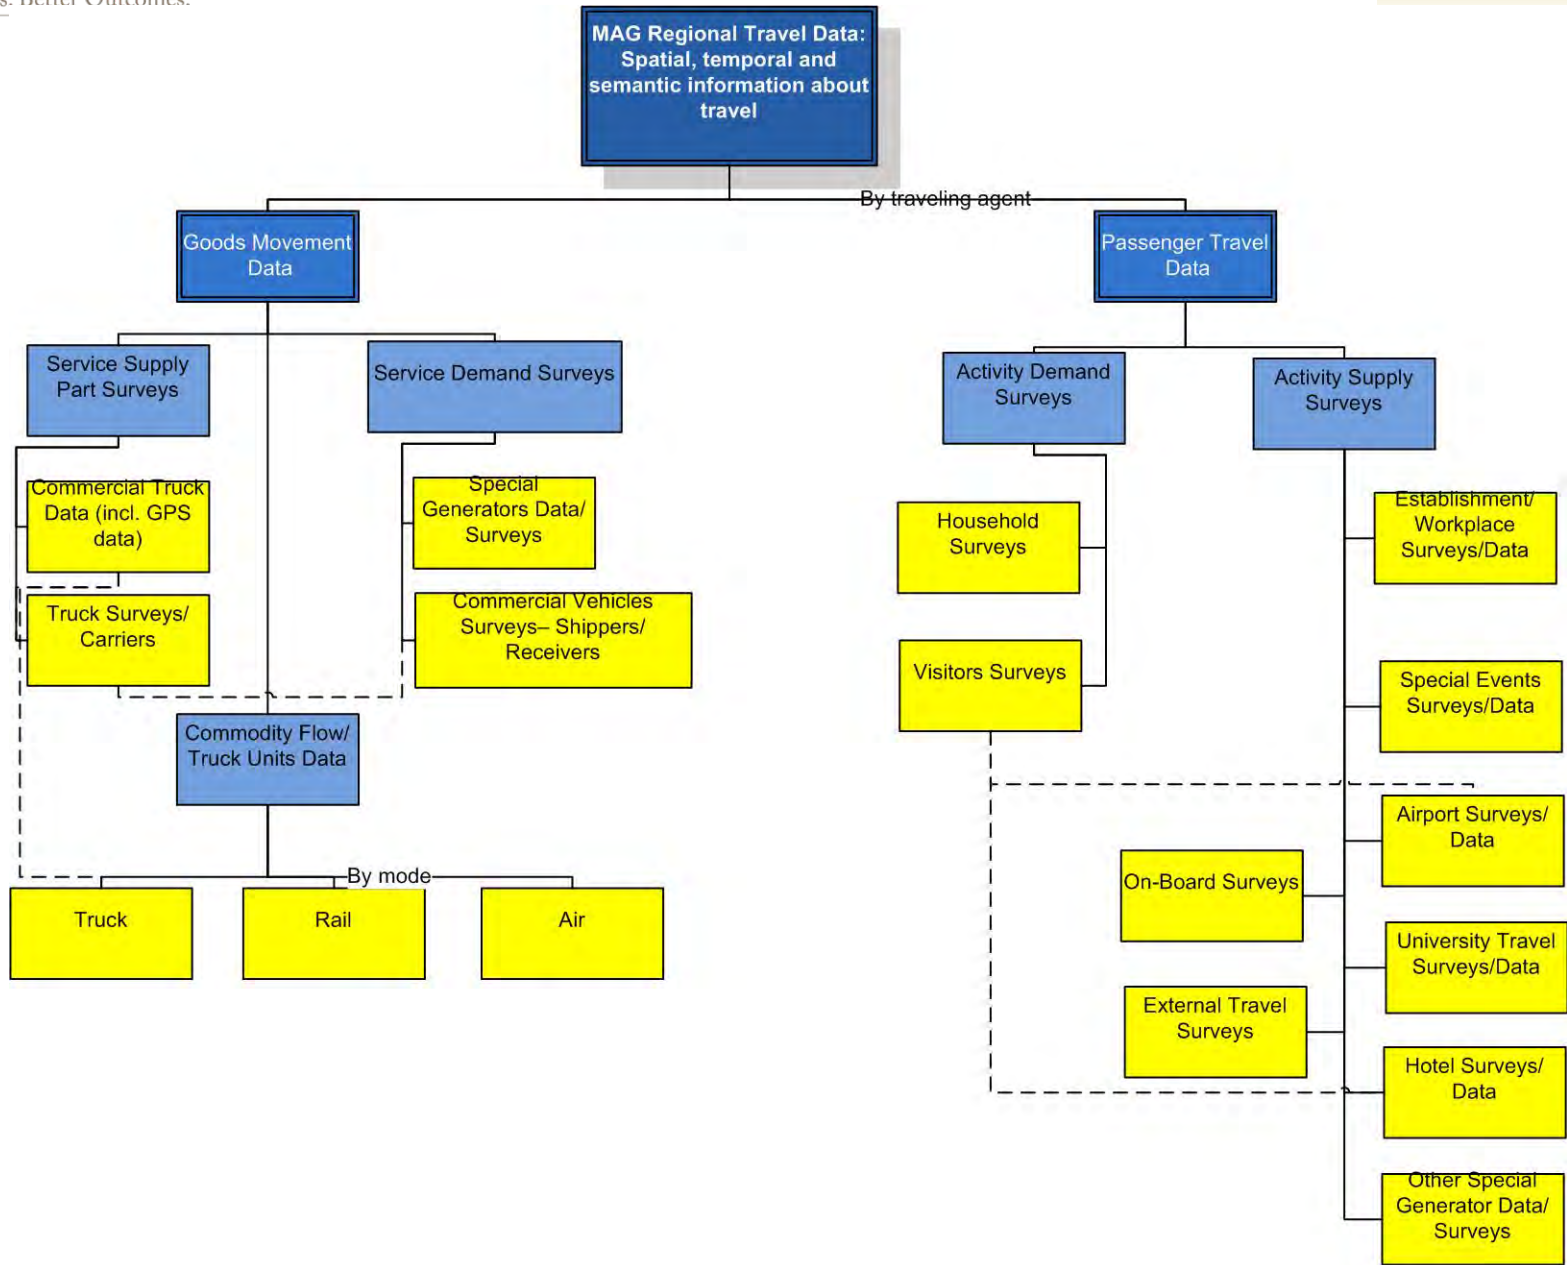 s. Better Outcomes.
MAG Regional Travel Data:
Spatial, temporal and
semantic information about
travel
By traveling agent
Goods Movement
Data
Passenger Travel
Data
Service Supply
Part Surveys
Service Demand Surveys
Activity Demand
Surveys
Activity Supply
Surveys
Commercial Truck
Data (incl. GPS
data)
Special
Generators Data/
Surveys
Household
Surveys
Establishment/
Workplace
Surveys/Data
Truck Surveys/
Carriers
Commercial Vehicles
Surveys– Shippers/
Receivers
Visitors Surveys
Special Events
Surveys/Data
Commodity Flow/
Truck Units Data
Airport Surveys/
Data
By mode
On-Board Surveys
Truck
Rail
Air
University Travel
Surveys/Data
External Travel
Surveys
Hotel Surveys/
Data
Other Special
Generator Data/
Surveys